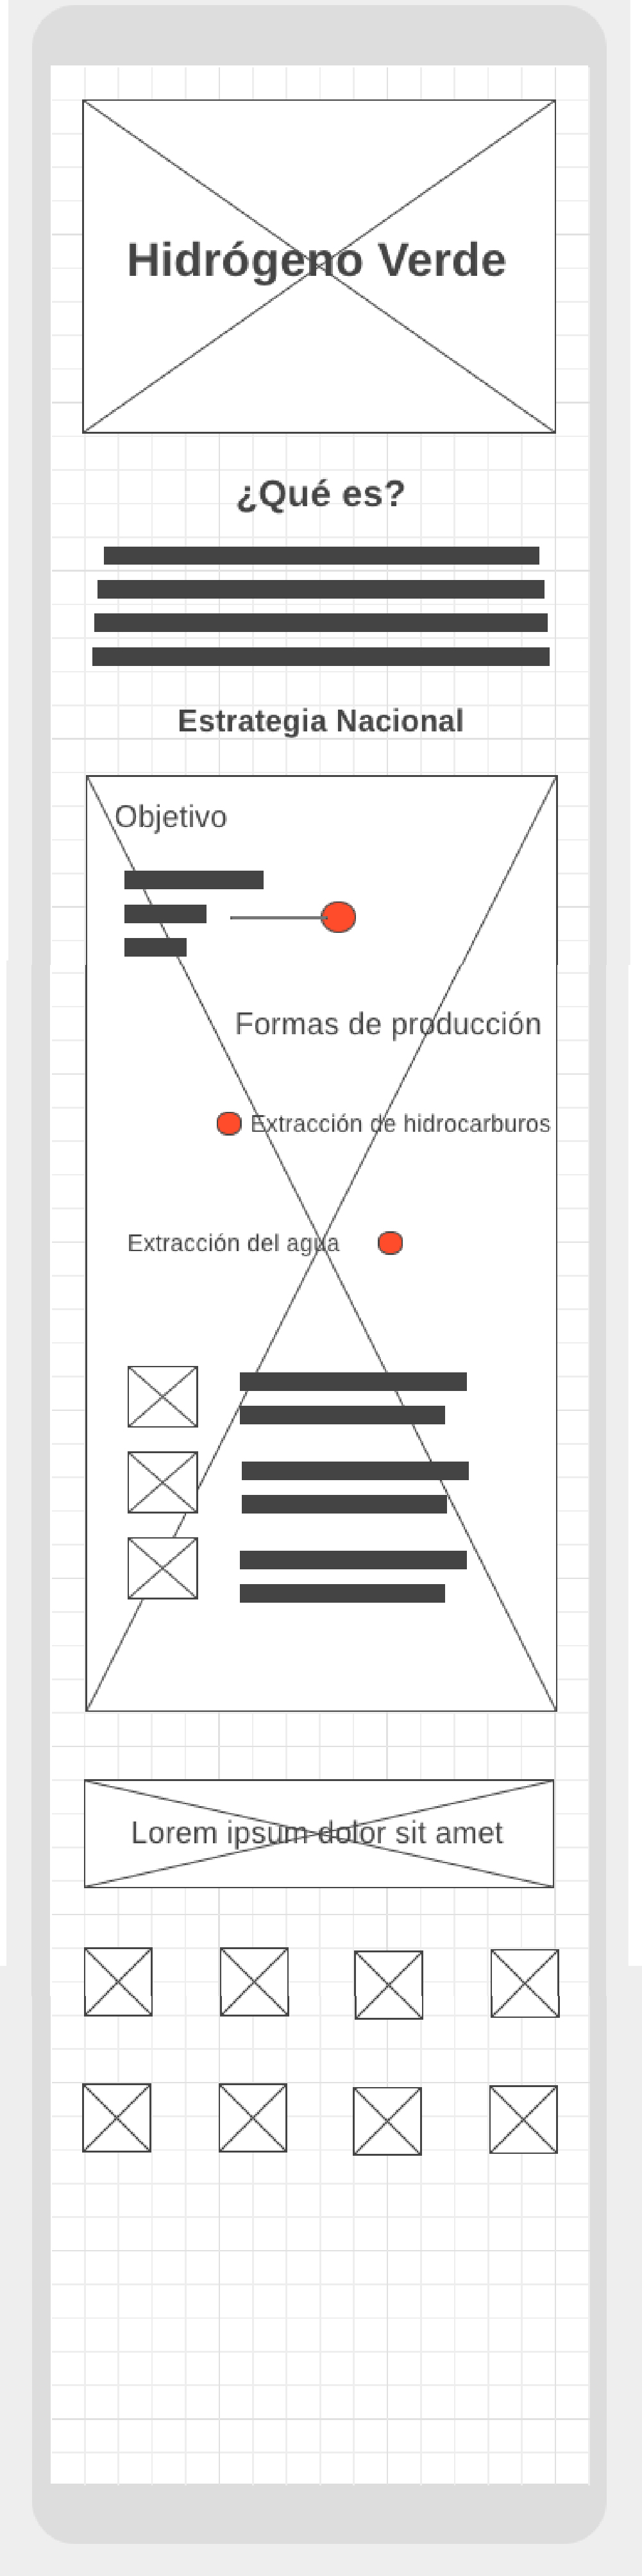 Hidrógeno Verde
¿Qué es?
Estrategia Nacional
Objetivo
Formas de producción
Extracción de hidrocarburos
Extracción del agua
Lorem ipsum dolor sit amet